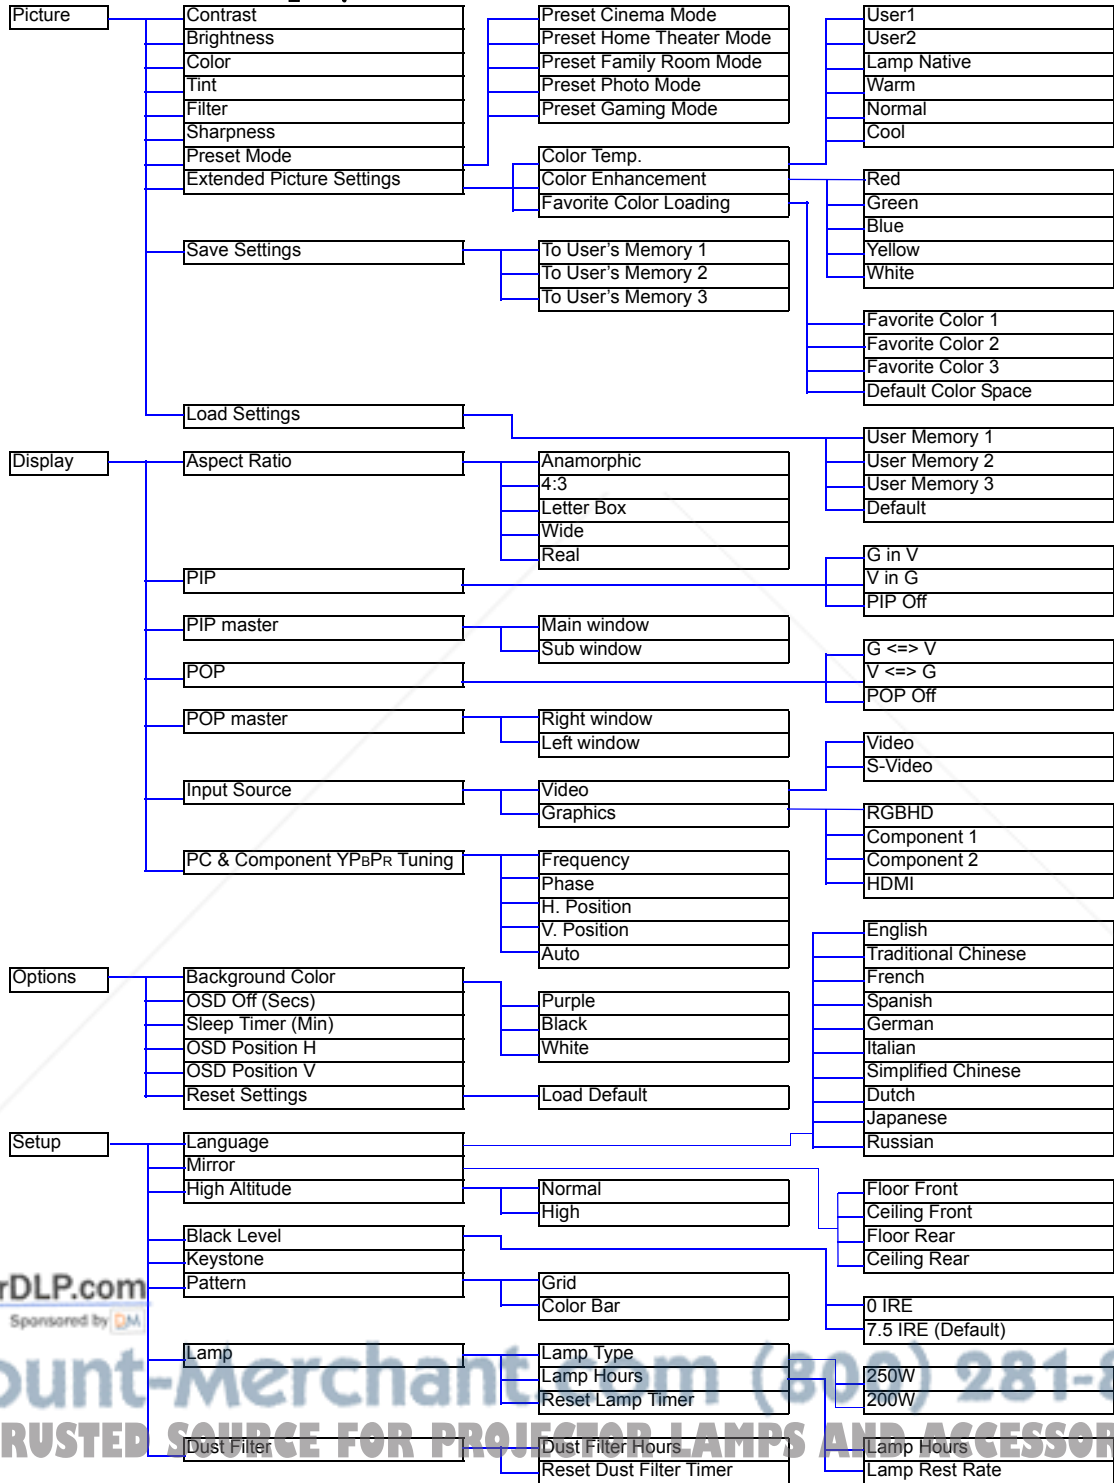 Picture
Contrast
Brightness
Color
Tint
Filter
Sharpness
Preset Mode
Extended Picture Settings
Save Settings
Load Settings
Preset Cinema Mode
Preset Home Theater Mode
Preset Family Room Mode
Preset Photo Mode
Preset Gaming Mode
Color Temp.
Color Enhancement
Favorite Color Loading
To User’s Memory 1
To User’s Memory 2
To User’s Memory 3
User1
User2
Lamp Native
Warm
Normal
Cool
Red
Green
Blue
Yellow
White
Favorite Color 1
Favorite Color 2
Favorite Color 3
Default Color Space
User Memory 1
User Memory 2
User Memory 3
Default
Display
Aspect Ratio
PIP
PIP master
POP
POP master
Input Source
PC & Component YPBPR Tuning
Anamorphic
4:3
Letter Box
Wide
Real
Main window
Sub window
Right window
Left window
Video
Graphics
Frequency
Phase
H. Position
V. Position
Auto
G in V
V in G
PIP Off
G <=> V
V <=> G
POP Off
Video
S-Video
RGBHD
Component 1
Component 2
HDMI
Options
Background Color
OSD Off (Secs)
Sleep Timer (Min)
OSD Position H
OSD Position V
Reset Settings
Purple
Black
White
Load Default
Setup
Language
Mirror
High Altitude
Black Level
Keystone
Pattern
Lamp
Dust Filter
Normal
High
Grid
Color Bar
Lamp Type
Lamp Hours
Reset Lamp Timer
Dust Filter Hours
Reset Dust Filter Timer
English
Traditional Chinese
French
Spanish
German
Italian
Simplified Chinese
Dutch
Japanese
Russian
Floor Front
Ceiling Front
Floor Rear
Ceiling Rear
0 IRE
7.5 IRE (Default)
250W
200W
Lamp Hours
Lamp Rest Rate
rDLP.com
Sponsored by DM
ount-Merchant.com (800) 281-8
RUSTED SOURCE FOR PROJECTOR LAMPS AND ACCESSOR